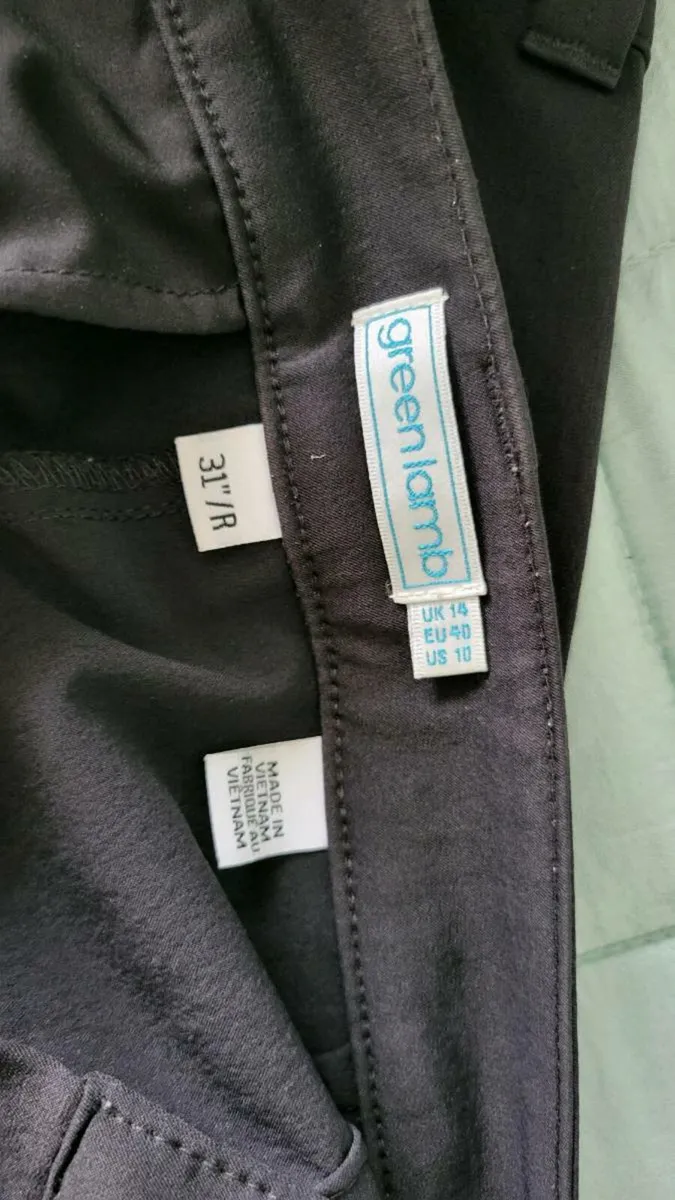 green lamb
UK 14
EU 40
US 10
31"/R
MADE IN
VIETNAM
FABRIQUÉ AU
VIETNAM